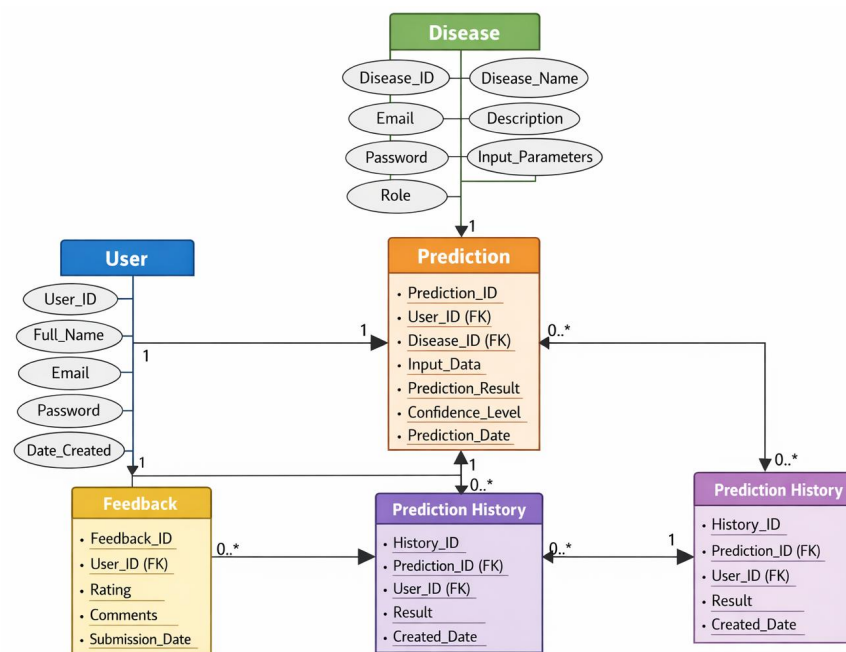 Disease
Disease_ID
Disease_Name
Email
Description
Password
Input_Parameters
Role
1
User
User_ID
Full_Name
Email
Password
Date_Created
1
1
1
Prediction
• Prediction_ID
• User_ID (FK)
• Disease_ID (FK)
• Input_Data
• Prediction_Result
• Confidence_Level
• Prediction_Date
0..*
0..*
1
0..*
Feedback
• Feedback_ID
• User_ID (FK)
• Rating
• Comments
• Submission_Date
0..*
Prediction History
• History_ID
• Prediction_ID (FK)
• User_ID (FK)
• Result
• Created_Date
0..*
1
Prediction History
• History_ID
• Prediction_ID (FK)
• User_ID (FK)
• Result
• Created_Date